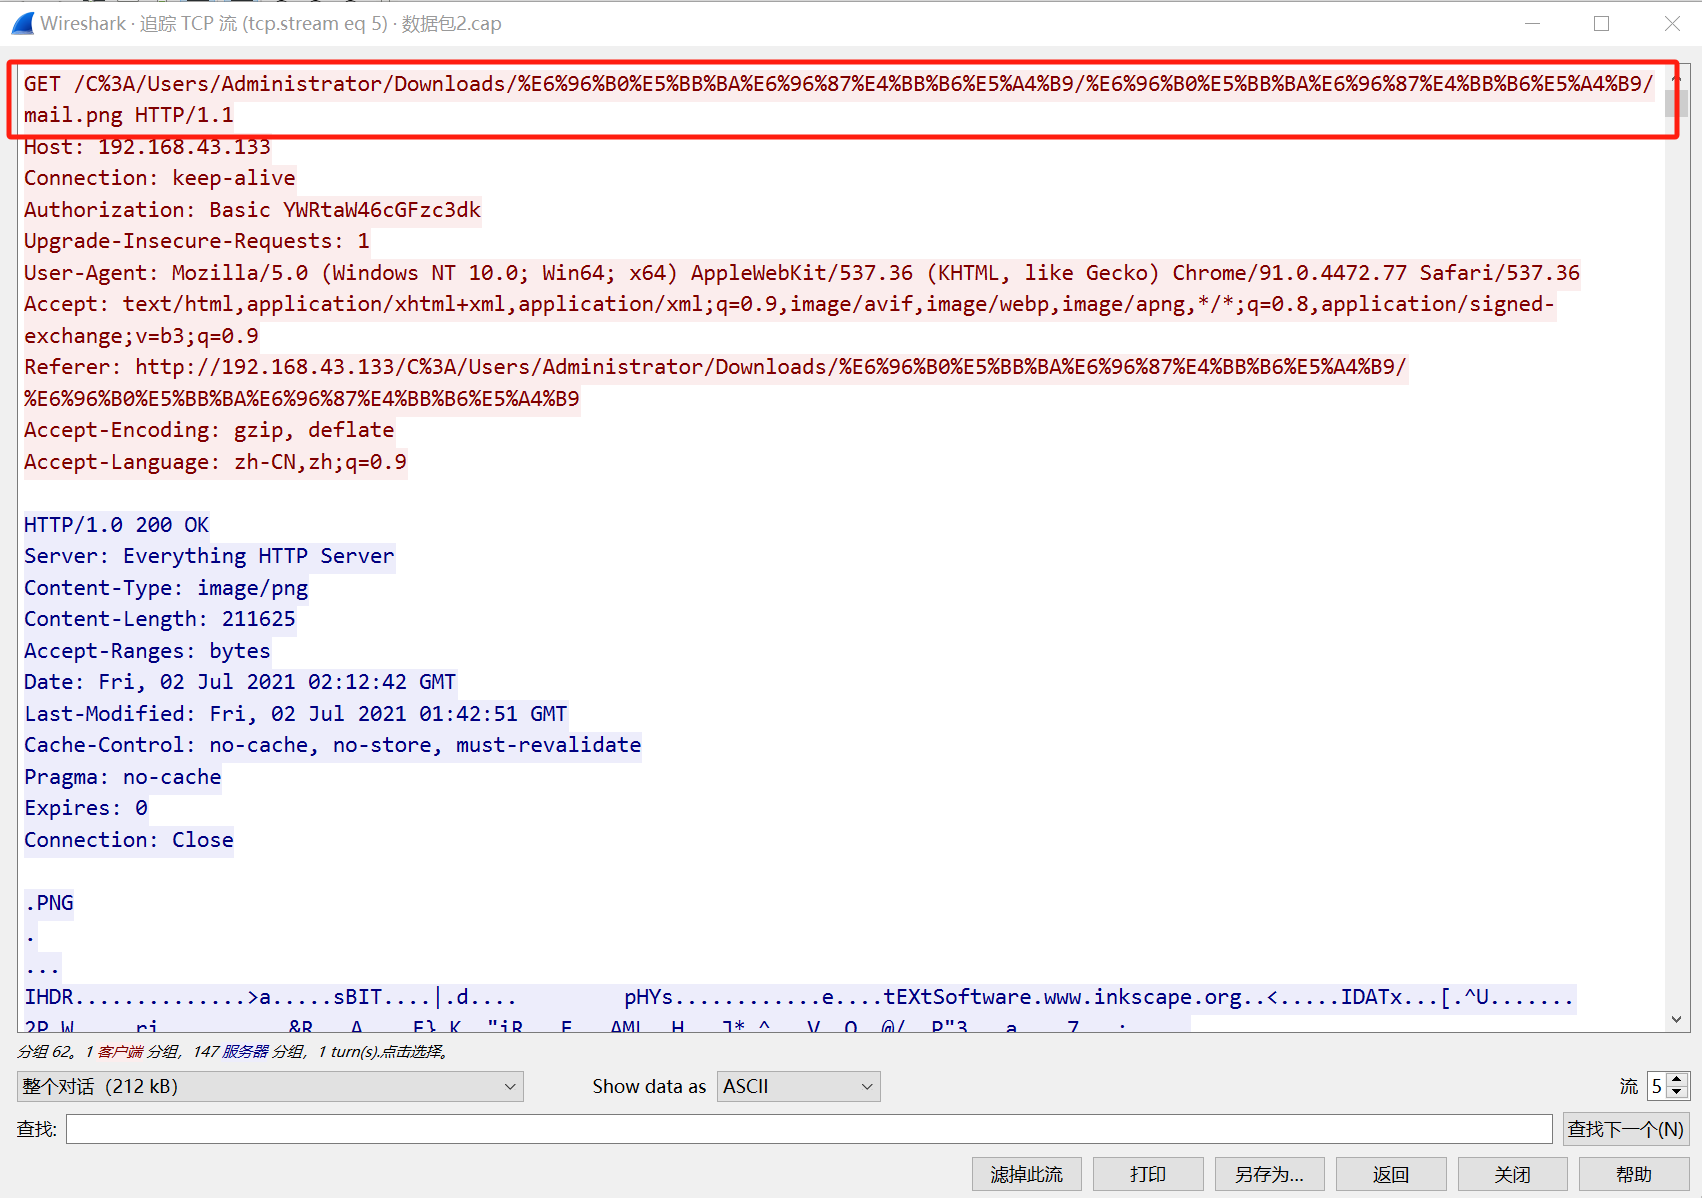 Wireshark · 追踪 TCP 流 (tcp.stream eq 5) · 数据包2.cap
GET /C%3A/Users/Administrator/Downloads/%E6%96%B0%E5%BB%BA%E6%96%87%E4%BB%B6%E5%A4%B9/%E6%96%B0%E5%BB%BA%E6%96%87%E4%BB%B6%E5%A4%B9/
mail.png HTTP/1.1
Host: 192.168.43.133
Connection: keep-alive
Authorization: Basic YWRtaW46cGFzc3dk
Upgrade-Insecure-Requests: 1
User-Agent: Mozilla/5.0 (Windows NT 10.0; Win64; x64) AppleWebKit/537.36 (KHTML, like Gecko) Chrome/91.0.4472.77 Safari/537.36
Accept: text/html,application/xhtml+xml,application/xml;q=0.9,image/avif,image/webp,image/apng,*/*;q=0.8,application/signed-
exchange;v=b3;q=0.9
Referer: http://192.168.43.133/C%3A/Users/Administrator/Downloads/%E6%96%B0%E5%BB%BA%E6%96%87%E4%BB%B6%E5%A4%B9/
%E6%96%B0%E5%BB%BA%E6%96%87%E4%BB%B6%E5%A4%B9
Accept-Encoding: gzip, deflate
Accept-Language: zh-CN,zh;q=0.9
HTTP/1.0 200 OK
Server: Everything HTTP Server
Content-Type: image/png
Content-Length: 211625
Accept-Ranges: bytes
Date: Fri, 02 Jul 2021 02:12:42 GMT
Last-Modified: Fri, 02 Jul 2021 01:42:51 GMT
Cache-Control: no-cache, no-store, must-revalidate
Pragma: no-cache
Expires: 0
Connection: Close
.PNG
.
...
IHDR..............>a.....sBIT....|.d.... pHYs............e....tEXtSoftware.www.inkscape.org..<.....IDATx...[.^U.......
分组 62。1 客户端 分组, 147 服务器 分组, 1 turn(s).点击选择。
整个对话 (212 kB) Show data as ASCII 流 5
查找: 查找下一个(N)
滤掉此流 打印 另存为... 返回 关闭 帮助